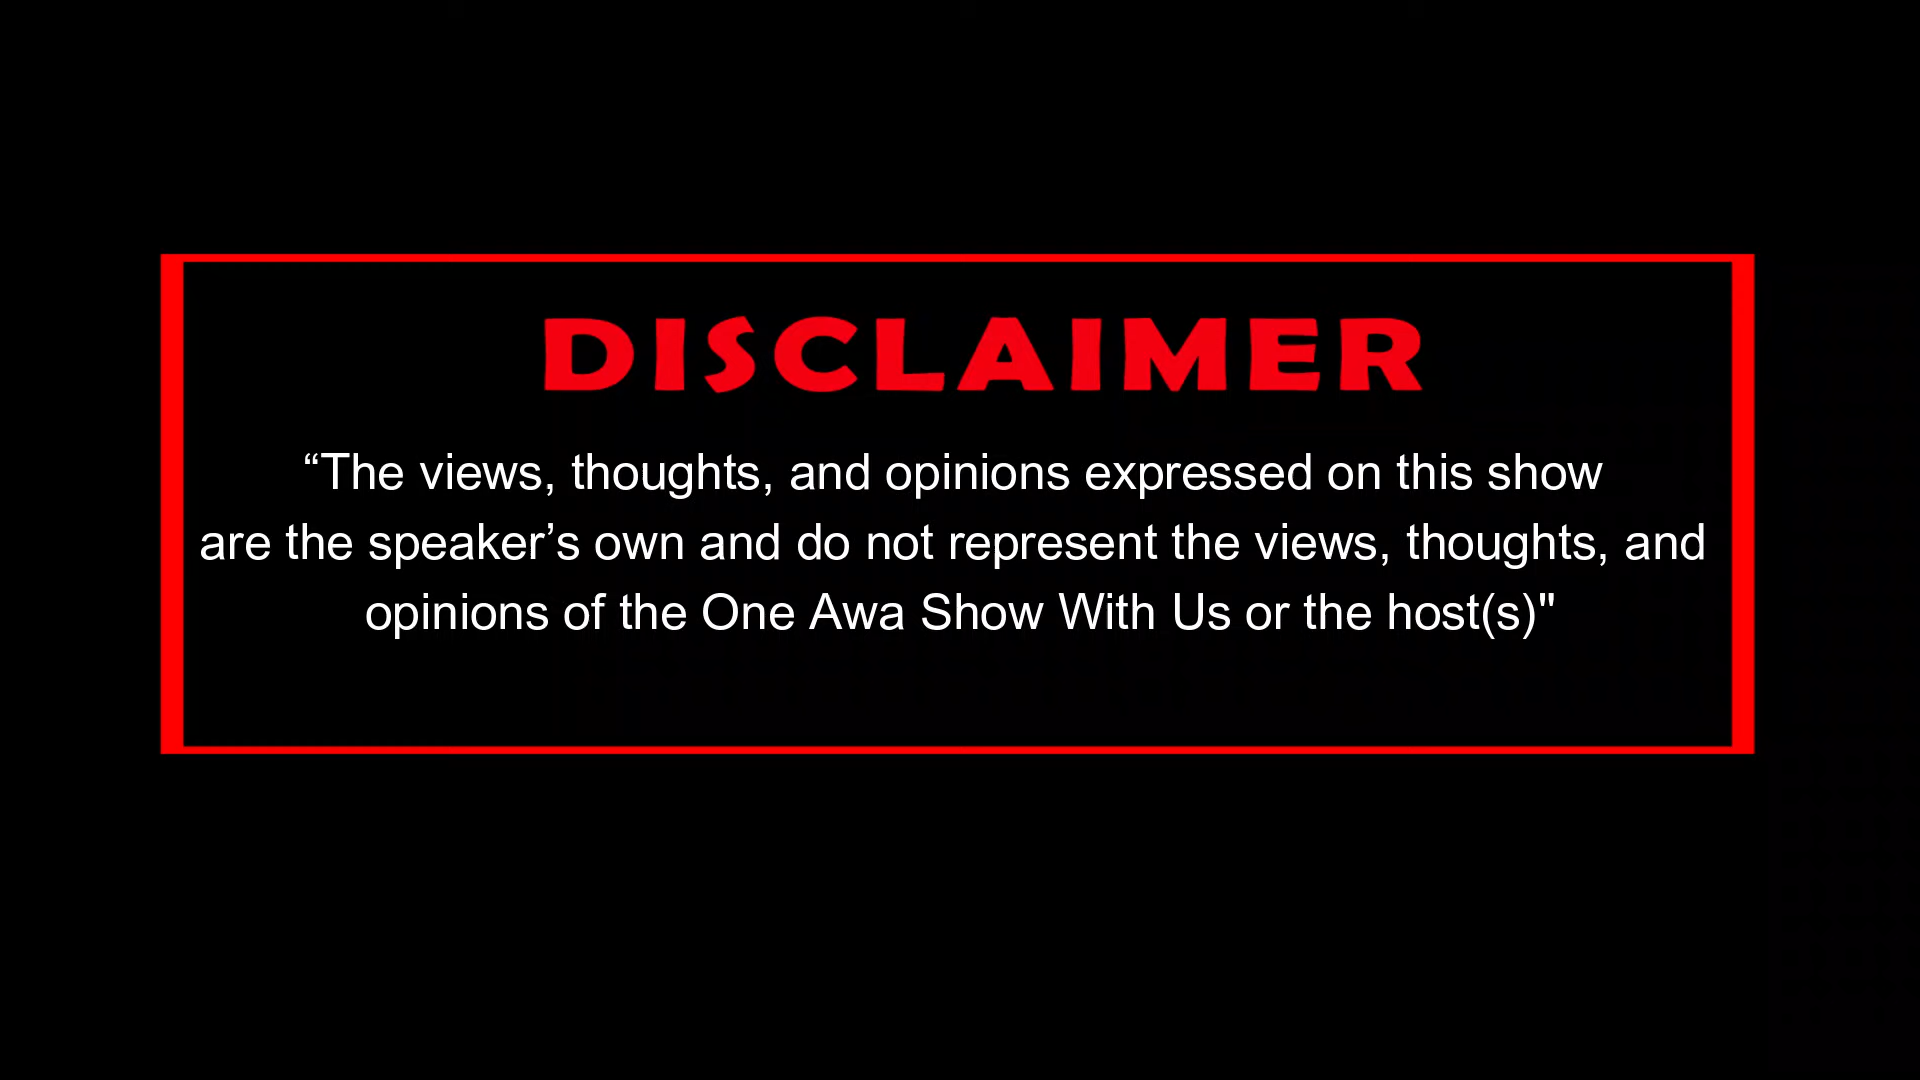 DISCLAIMER
“The views, thoughts, and opinions expressed on this show
are the speaker’s own and do not represent the views, thoughts, and
opinions of the One Awa Show With Us or the host(s)"